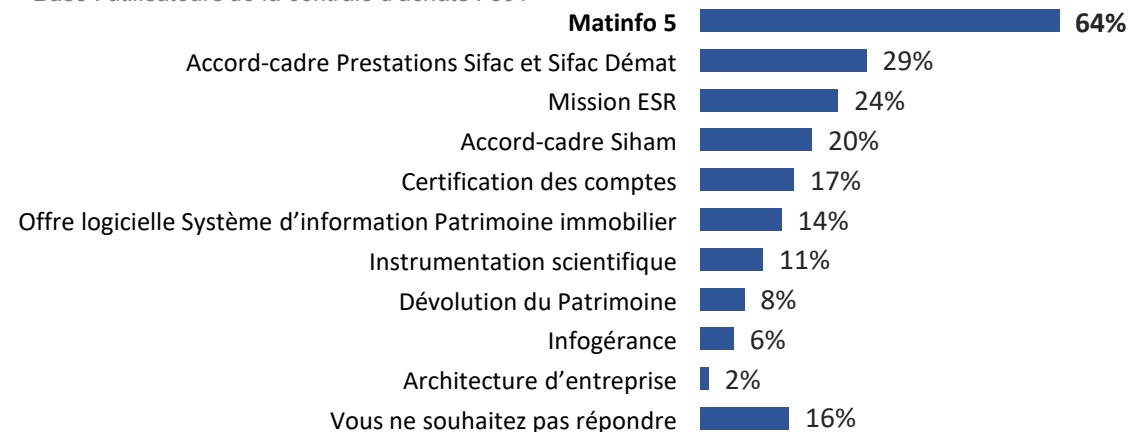 Matinfo 5 64%
Accord-cadre Prestations Sifac et Sifac Démat 29%
Mission ESR 24%
Accord-cadre Siham 20%
Certification des comptes 17%
Offre logicielle Système d’information Patrimoine immobilier 14%
Instrumentation scientifique 11%
Dévolution du Patrimoine 8%
Infogérance 6%
Architecture d’entreprise 2%
Vous ne souhaitez pas répondre 16%